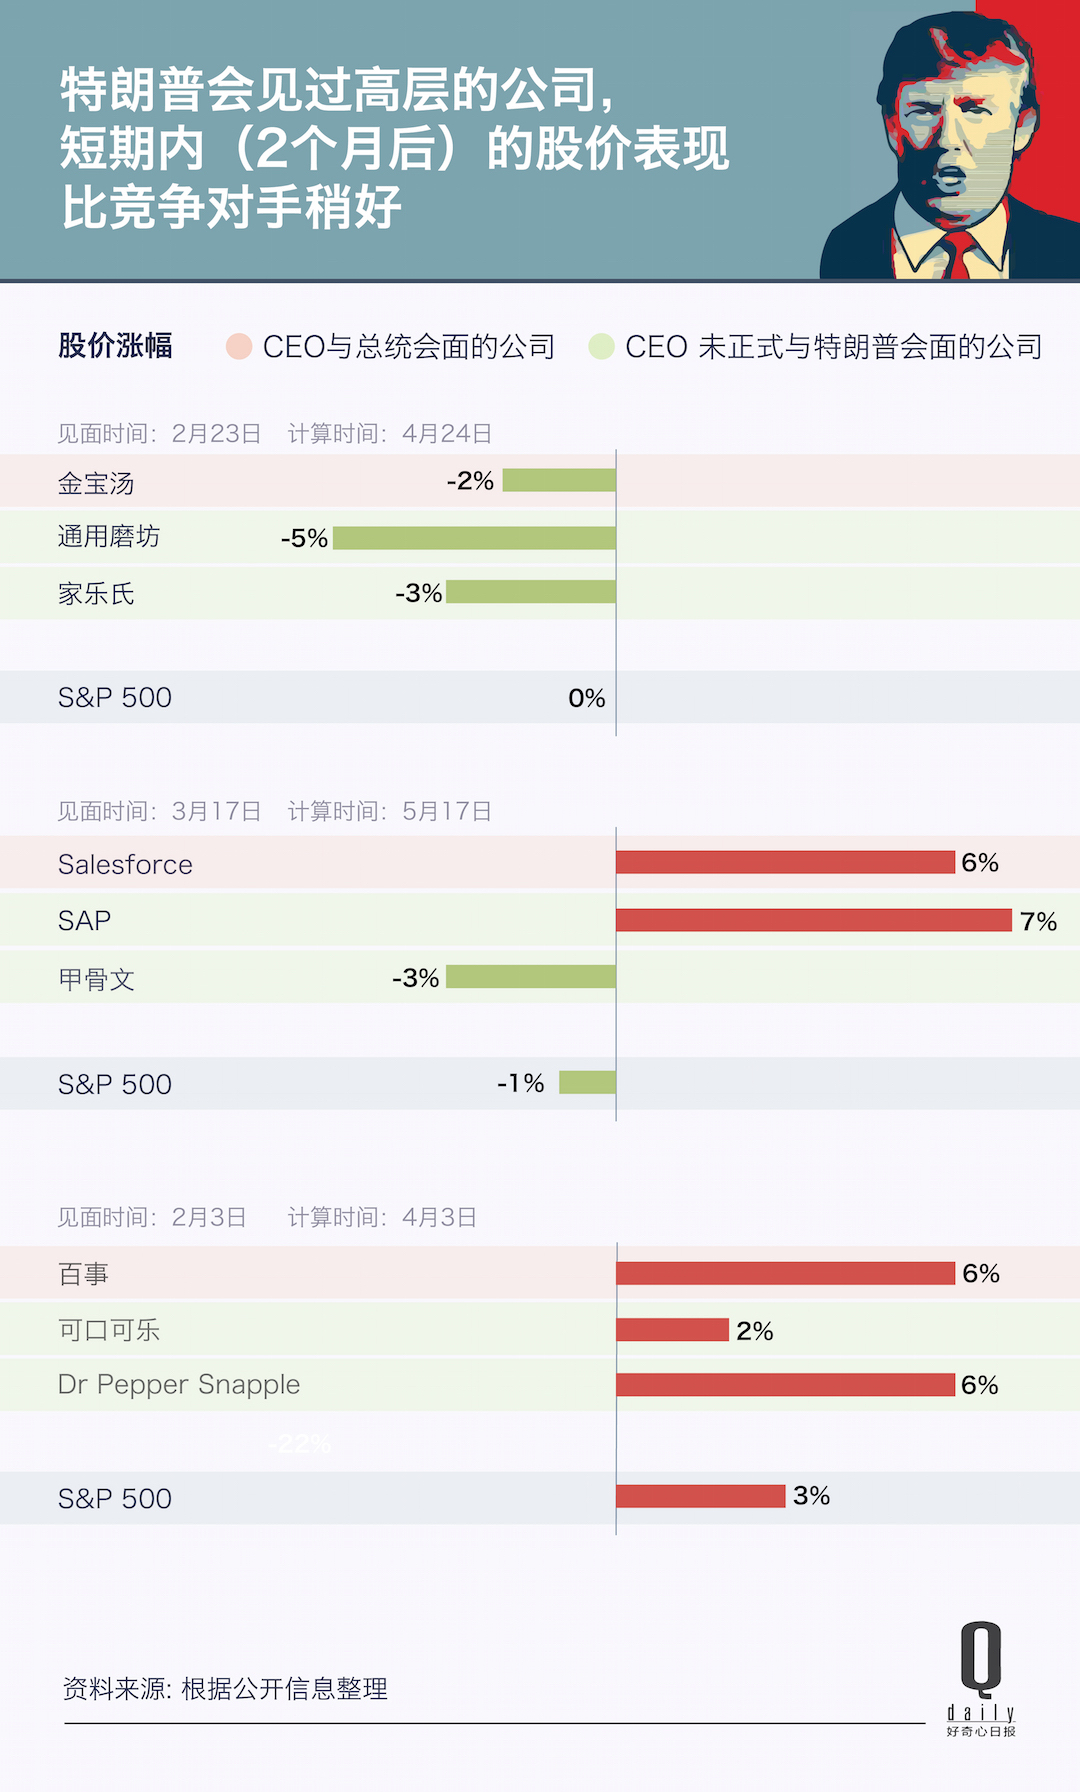 特朗普会见过高层的公司，
短期内（2个月后）的股价表现
比竞争对手稍好
股价涨幅 CEO与总统会面的公司 CEO 未正式与特朗普会面的公司
见面时间：2月23日 计算时间：4月24日
金宝汤 -2%
通用磨坊 -5%
家乐氏 -3%
S&P 500 0%
见面时间：3月17日 计算时间：5月17日
Salesforce 6%
SAP 7%
甲骨文 -3%
S&P 500 -1%
见面时间：2月3日 计算时间：4月3日
百事 6%
可口可乐 2%
Dr Pepper Snapple 6%
-22%
S&P 500 3%
资料来源: 根据公开信息整理
Q
daily
好奇心日报